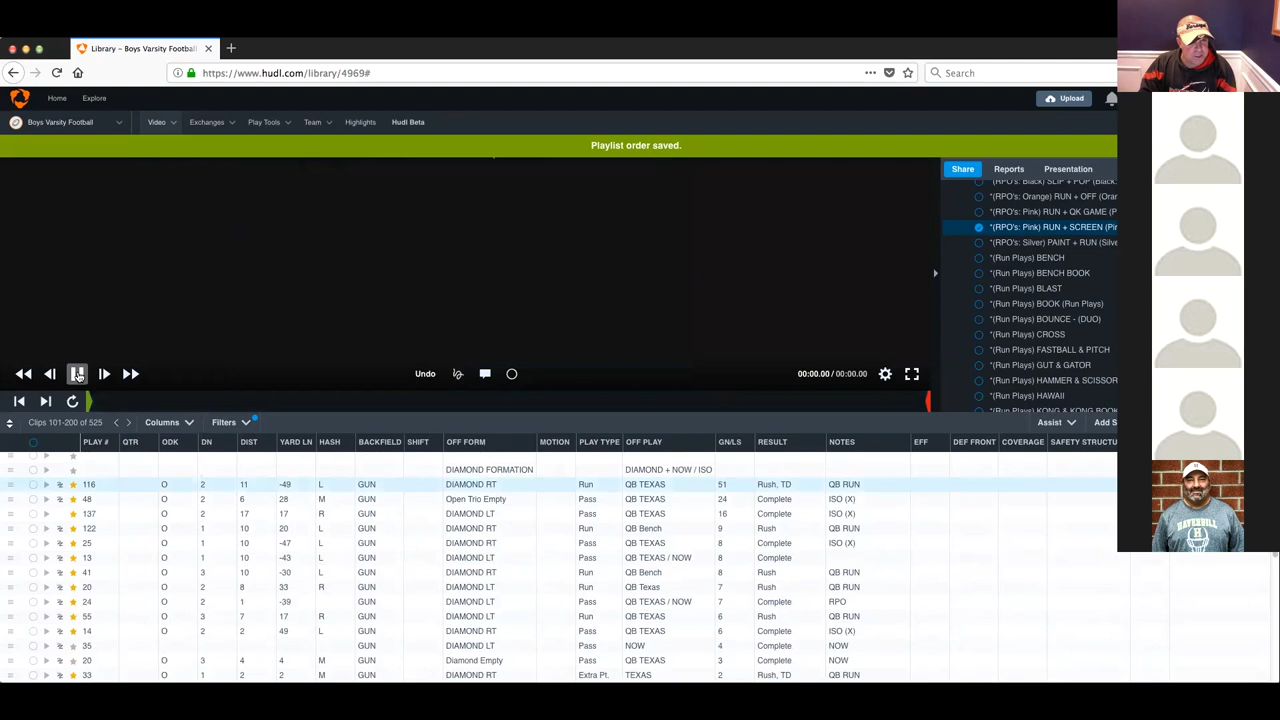 Library – Boys Varsity Football
https://www.hudl.com/library/4969#
Search
Home Explore
Upload
Boys Varsity Football
Video Exchanges Play Tools Team Highlights Hudl Beta
Playlist order saved.
Share Reports Presentation
*(RPO's: Black) SLIP + POP (Black:
*(RPO's: Orange) RUN + OFF (Orar
*(RPO's: Pink) RUN + QK GAME (P
*(RPO's: Pink) RUN + SCREEN (Pir
*(RPO's: Silver) PAINT + RUN (Silve
*(Run Plays) BENCH
*(Run Plays) BENCH BOOK
*(Run Plays) BLAST
*(Run Plays) BOOK (Run Plays)
*(Run Plays) BOUNCE - (DUO)
*(Run Plays) CROSS
*(Run Plays) FASTBALL & PITCH
*(Run Plays) GUT & GATOR
*(Run Plays) HAMMER & SCISSOR
*(Run Plays) HAWAII
*(Run Plays) KONG & KONG BOOK
Undo
00:00.00 / 00:00.00
Clips 101-200 of 525 Columns Filters Assist Add S
PLAY # QTR ODK DN DIST YARD LN HASH BACKFIELD SHIFT OFF FORM MOTION PLAY TYPE OFF PLAY GN/LS RESULT NOTES EFF DEF FRONT COVERAGE SAFETY STRUCTU
DIAMOND FORMATION DIAMOND + NOW / ISO
116 O 2 11 -49 L GUN DIAMOND RT Run QB TEXAS 51 Rush, TD QB RUN
48 O 2 6 28 M GUN Open Trio Empty Pass QB TEXAS 24 Complete ISO (X)
137 O 2 17 17 R GUN DIAMOND LT Pass QB TEXAS 16 Complete ISO (X)
122 O 1 10 20 L GUN DIAMOND LT Run QB Bench 9 Rush QB RUN
25 O 1 10 -47 L GUN DIAMOND RT Pass QB TEXAS 8 Complete ISO (X)
13 O 1 10 -43 L GUN DIAMOND LT Pass QB TEXAS / NOW 8 Complete
41 O 3 10 -30 L GUN DIAMOND RT Run QB Bench 8 Rush QB RUN
20 O 2 8 33 R GUN DIAMOND LT Run QB Texas 7 Rush QB RUN
24 O 2 1 -39 GUN DIAMOND LT Pass QB TEXAS / NOW 7 Complete RPO
55 O 3 7 17 R GUN DIAMOND LT Run QB TEXAS 6 Rush QB RUN
14 O 2 2 49 L GUN DIAMOND RT Pass QB TEXAS 6 Complete ISO (X)
35 GUN DIAMOND LT Pass NOW 4 Complete NOW
20 O 3 4 4 M GUN Diamond Empty Pass QB TEXAS 3 Complete NOW
33 O 1 2 2 M GUN DIAMOND RT Extra Pt. TEXAS 2 Rush, TD QB RUN
HAVERHILL
H